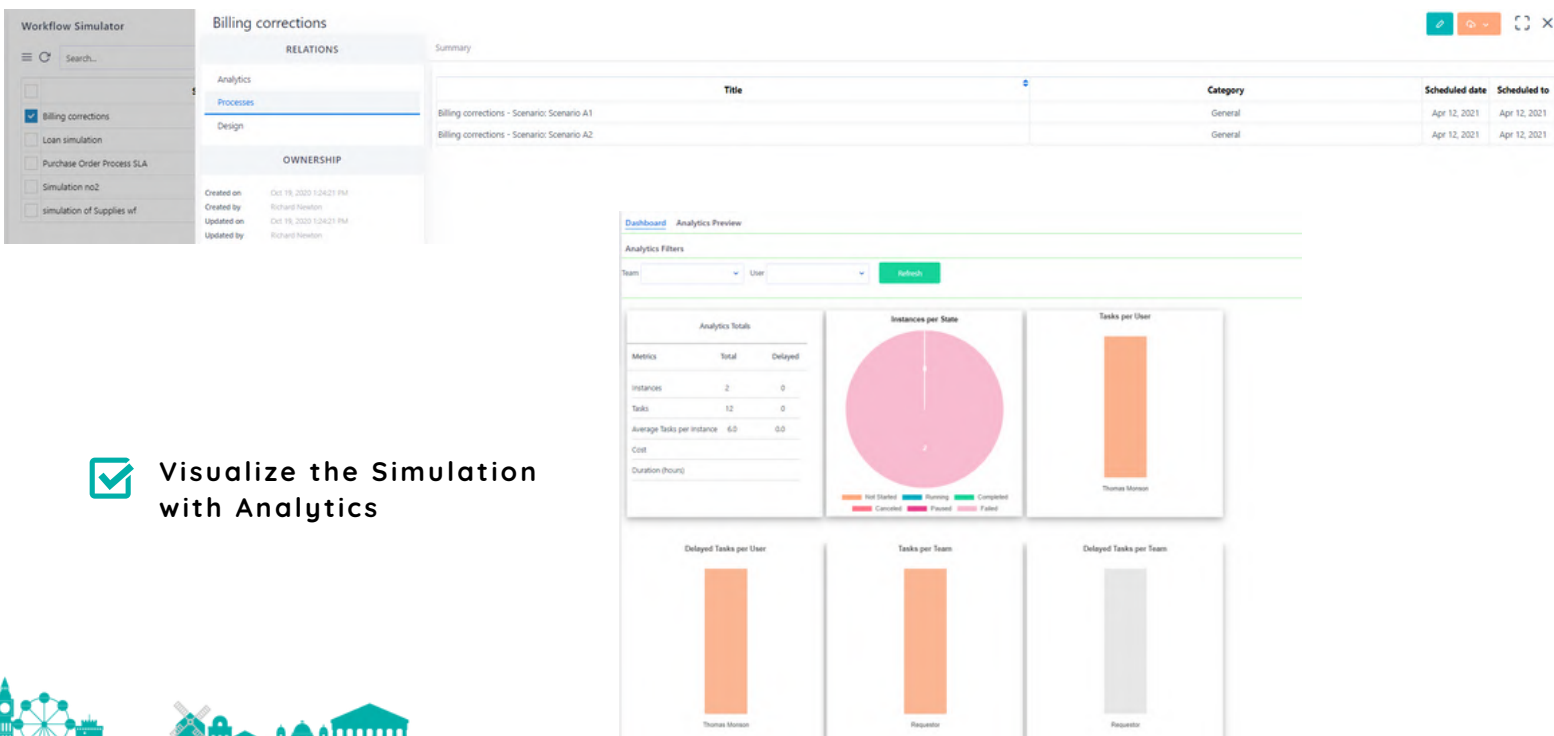 Workflow Simulator
Search...
Billing corrections
Loan simulation
Purchase Order Process SLA
Simulation no2
simulation of Supplies wf
Billing corrections
RELATIONS
Analytics
Processes
Design
OWNERSHIP
Created on Oct 19, 2020 1:24:21 PM
Created by Richard Newton
Updated on Oct 19, 2020 1:24:21 PM
Updated by Richard Newton
Summary
Title Category Scheduled date Scheduled to
Billing corrections - Scenario: Scenario A1 General Apr 12, 2021 Apr 12, 2021
Billing corrections - Scenario: Scenario A2 General Apr 12, 2021 Apr 12, 2021
Visualize the Simulation
with Analytics
Dashboard Analytics Preview
Analytics Filters
Team User Refresh
Analytics Totals
Metrics Total Delayed
Instances 2 0
Tasks 12 0
Average Tasks per Instance 6.0 0.0
Cost
Duration (hours)
Instances per State
2
Not Started Running Completed
Canceled Paused Failed
Tasks per User
Thomas Monson
Delayed Tasks per User
Thomas Monson
Tasks per Team
Requestor
Delayed Tasks per Team
Requestor